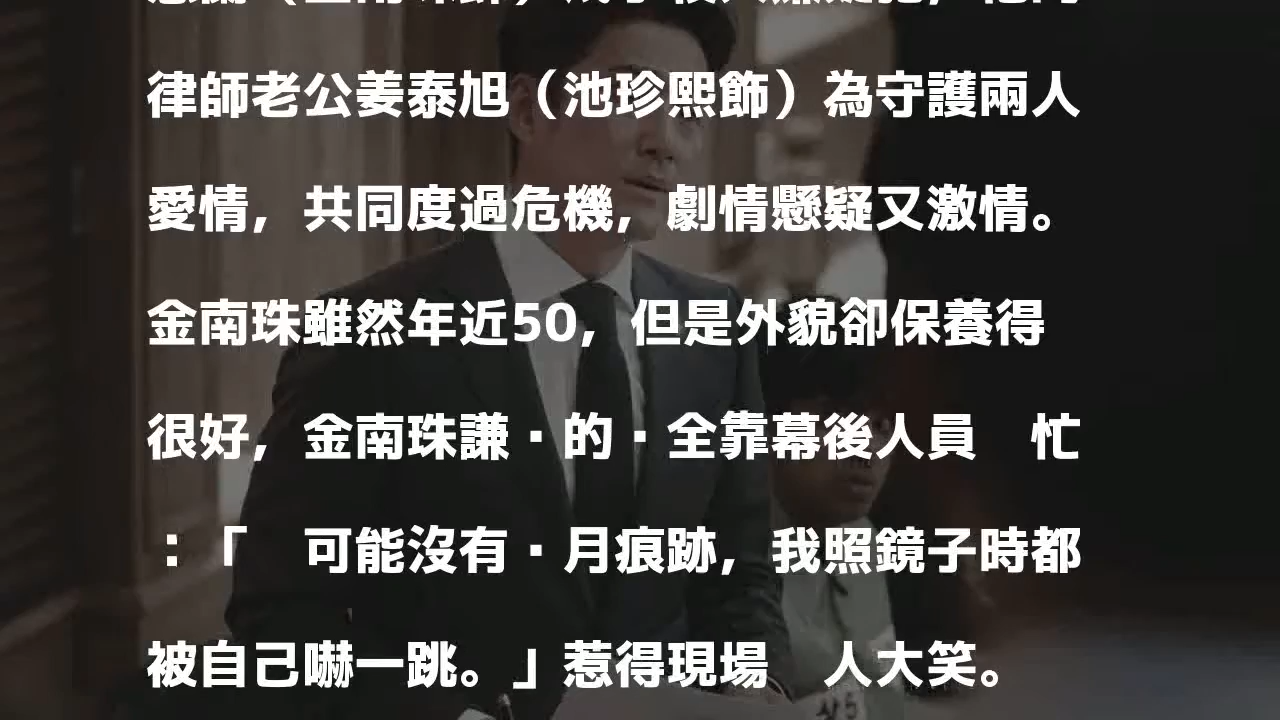 律師老公姜泰旭（池珍熙飾）為守護兩人
愛情，共同度過危機，劇情懸疑又激情。
金南珠雖然年近50，但是外貌卻保養得
很好，金南珠謙▪的▪全靠幕後人員　忙
：「　可能沒有▪月痕跡，我照鏡子時都
被自己嚇一跳。」惹得現場　人大笑。